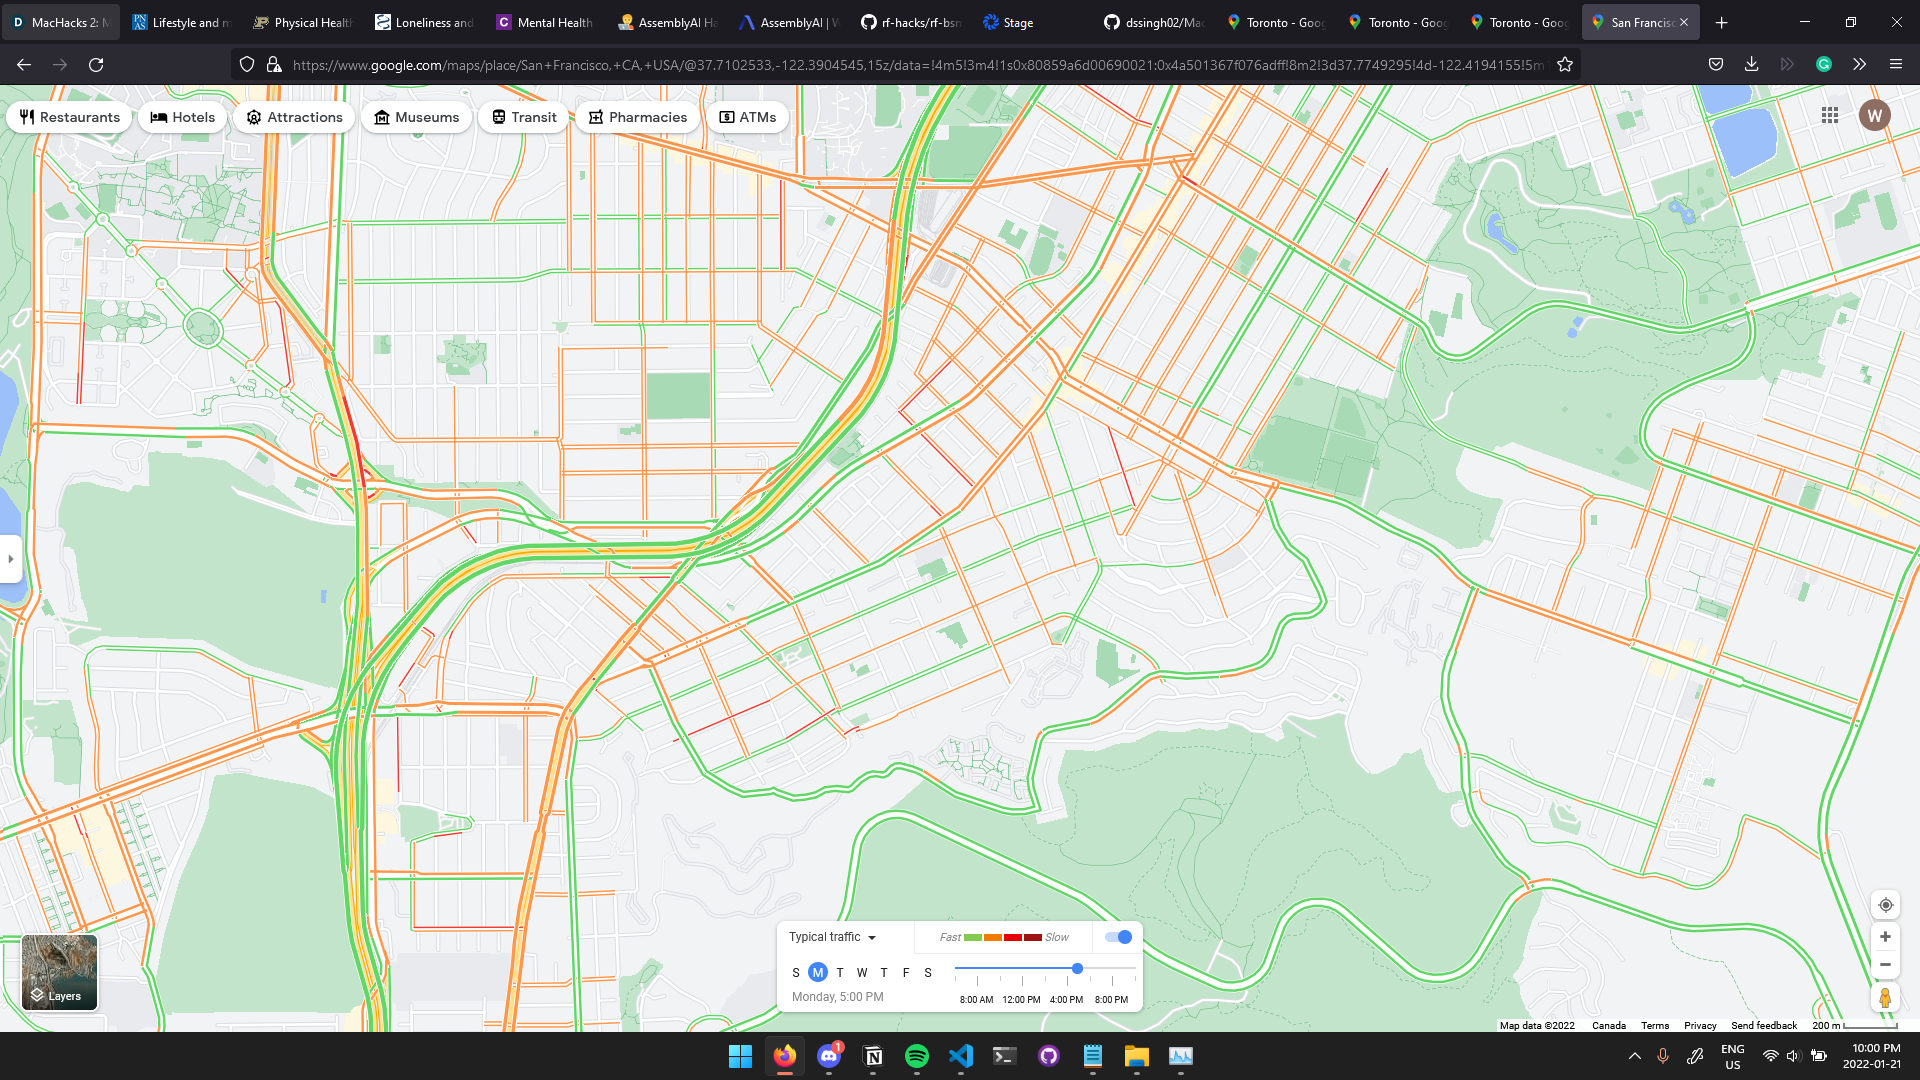 MacHacks 2: M
Lifestyle and m
Physical Health
Loneliness and
Mental Health
AssemblyAI Ha
AssemblyAI | W
rf-hacks/rf-bsn
Stage
dssingh02/Mac
Toronto - Goog
Toronto - Goog
Toronto - Goog
San Francisc
https://www.google.com/maps/place/San+Francisco,+CA,+USA/@37.7102533,-122.3904545,15z/data=!4m5!3m4!1s0x80859a6d00690021:0x4a501367f076adff!8m2!3d37.7749295!4d-122.4194155!5m1
Restaurants
Hotels
Attractions
Museums
Transit
Pharmacies
ATMs
W
Typical traffic
Fast Slow
S M T W T F S
Monday, 5:00 PM
8:00 AM 12:00 PM 4:00 PM 8:00 PM
Layers
Map data ©2022 Canada Terms Privacy Send feedback 200 m
1
ENG
US
10:00 PM
2022-01-21